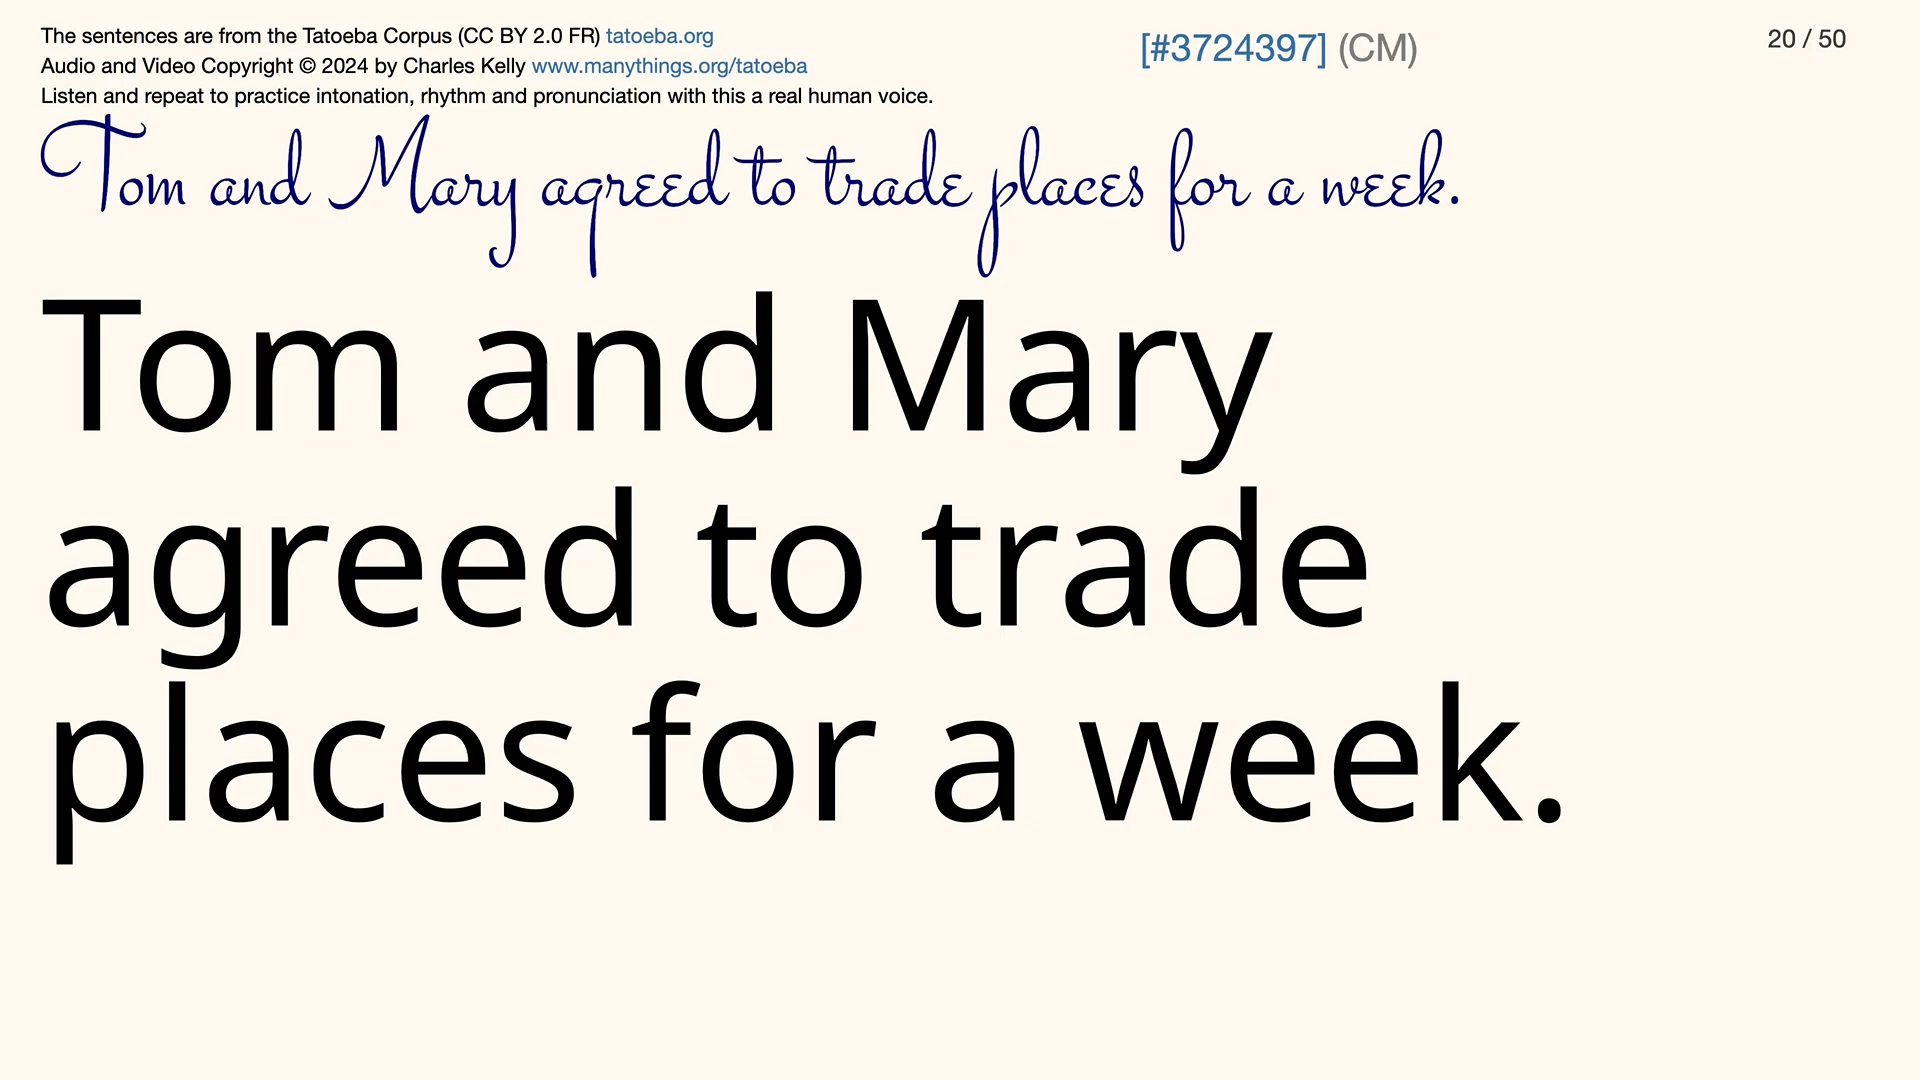 The sentences are from the Tatoeba Corpus (CC BY 2.0 FR) tatoeba.org
Audio and Video Copyright © 2024 by Charles Kelly www.manythings.org/tatoeba
Listen and repeat to practice intonation, rhythm and pronunciation with this a real human voice.
[#3724397] (CM)
20 / 50
Tom and Mary agreed to trade places for a week.
Tom and Mary
agreed to trade
places for a week.